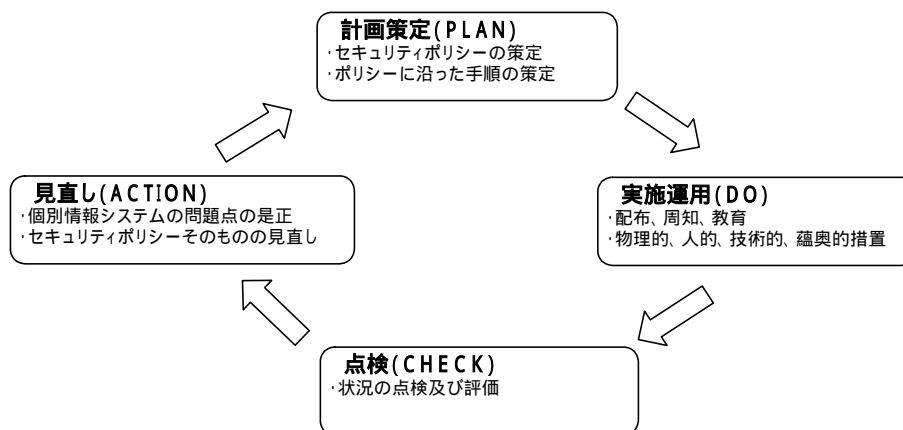 計画策定(PLAN)
・セキュリティポリシーの策定
・ポリシーに沿った手順の策定
見直し(ACTION)
・個別情報システムの問題点の是正
・セキュリティポリシーそのものの見直し
実施運用(DO)
・配布、周知、教育
・物理的、人的、技術的、蘊奥的措置
点検(CHECK)
・状況の点検及び評価